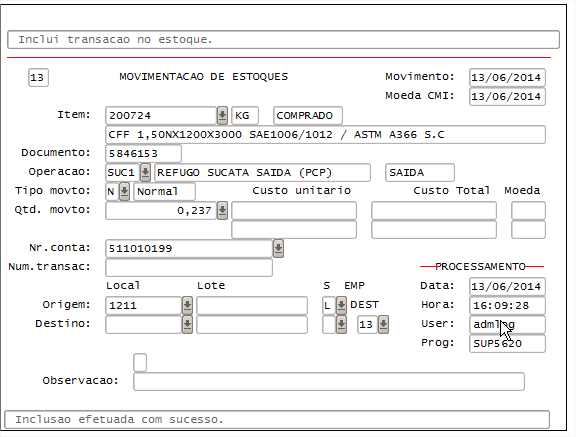 Inclui transacao no estoque.
13 MOVIMENTACAO DE ESTOQUES Movimento: 13/06/2014
Moeda CMI: 13/06/2014
Item: 200724 KG COMPRADO
CFF 1,50NX1200X3000 SAE1006/1012 / ASTM A366 S.C
Documento: 5846153
Operacao: SUC1 REFUGO SUCATA SAIDA (PCP) SAIDA
Tipo movto: N Normal Custo unitario Custo Total Moeda
Qtd. movto: 0,237
Nr.conta: 511010199
Num.transac: PROCESSAMENTO
Local Lote S EMP Data: 13/06/2014
Origem: 1211 L DEST Hora: 16:09:28
Destino: 13 User:
Prog: SUP5620
Observacao:
Inclusao efetuada com sucesso.